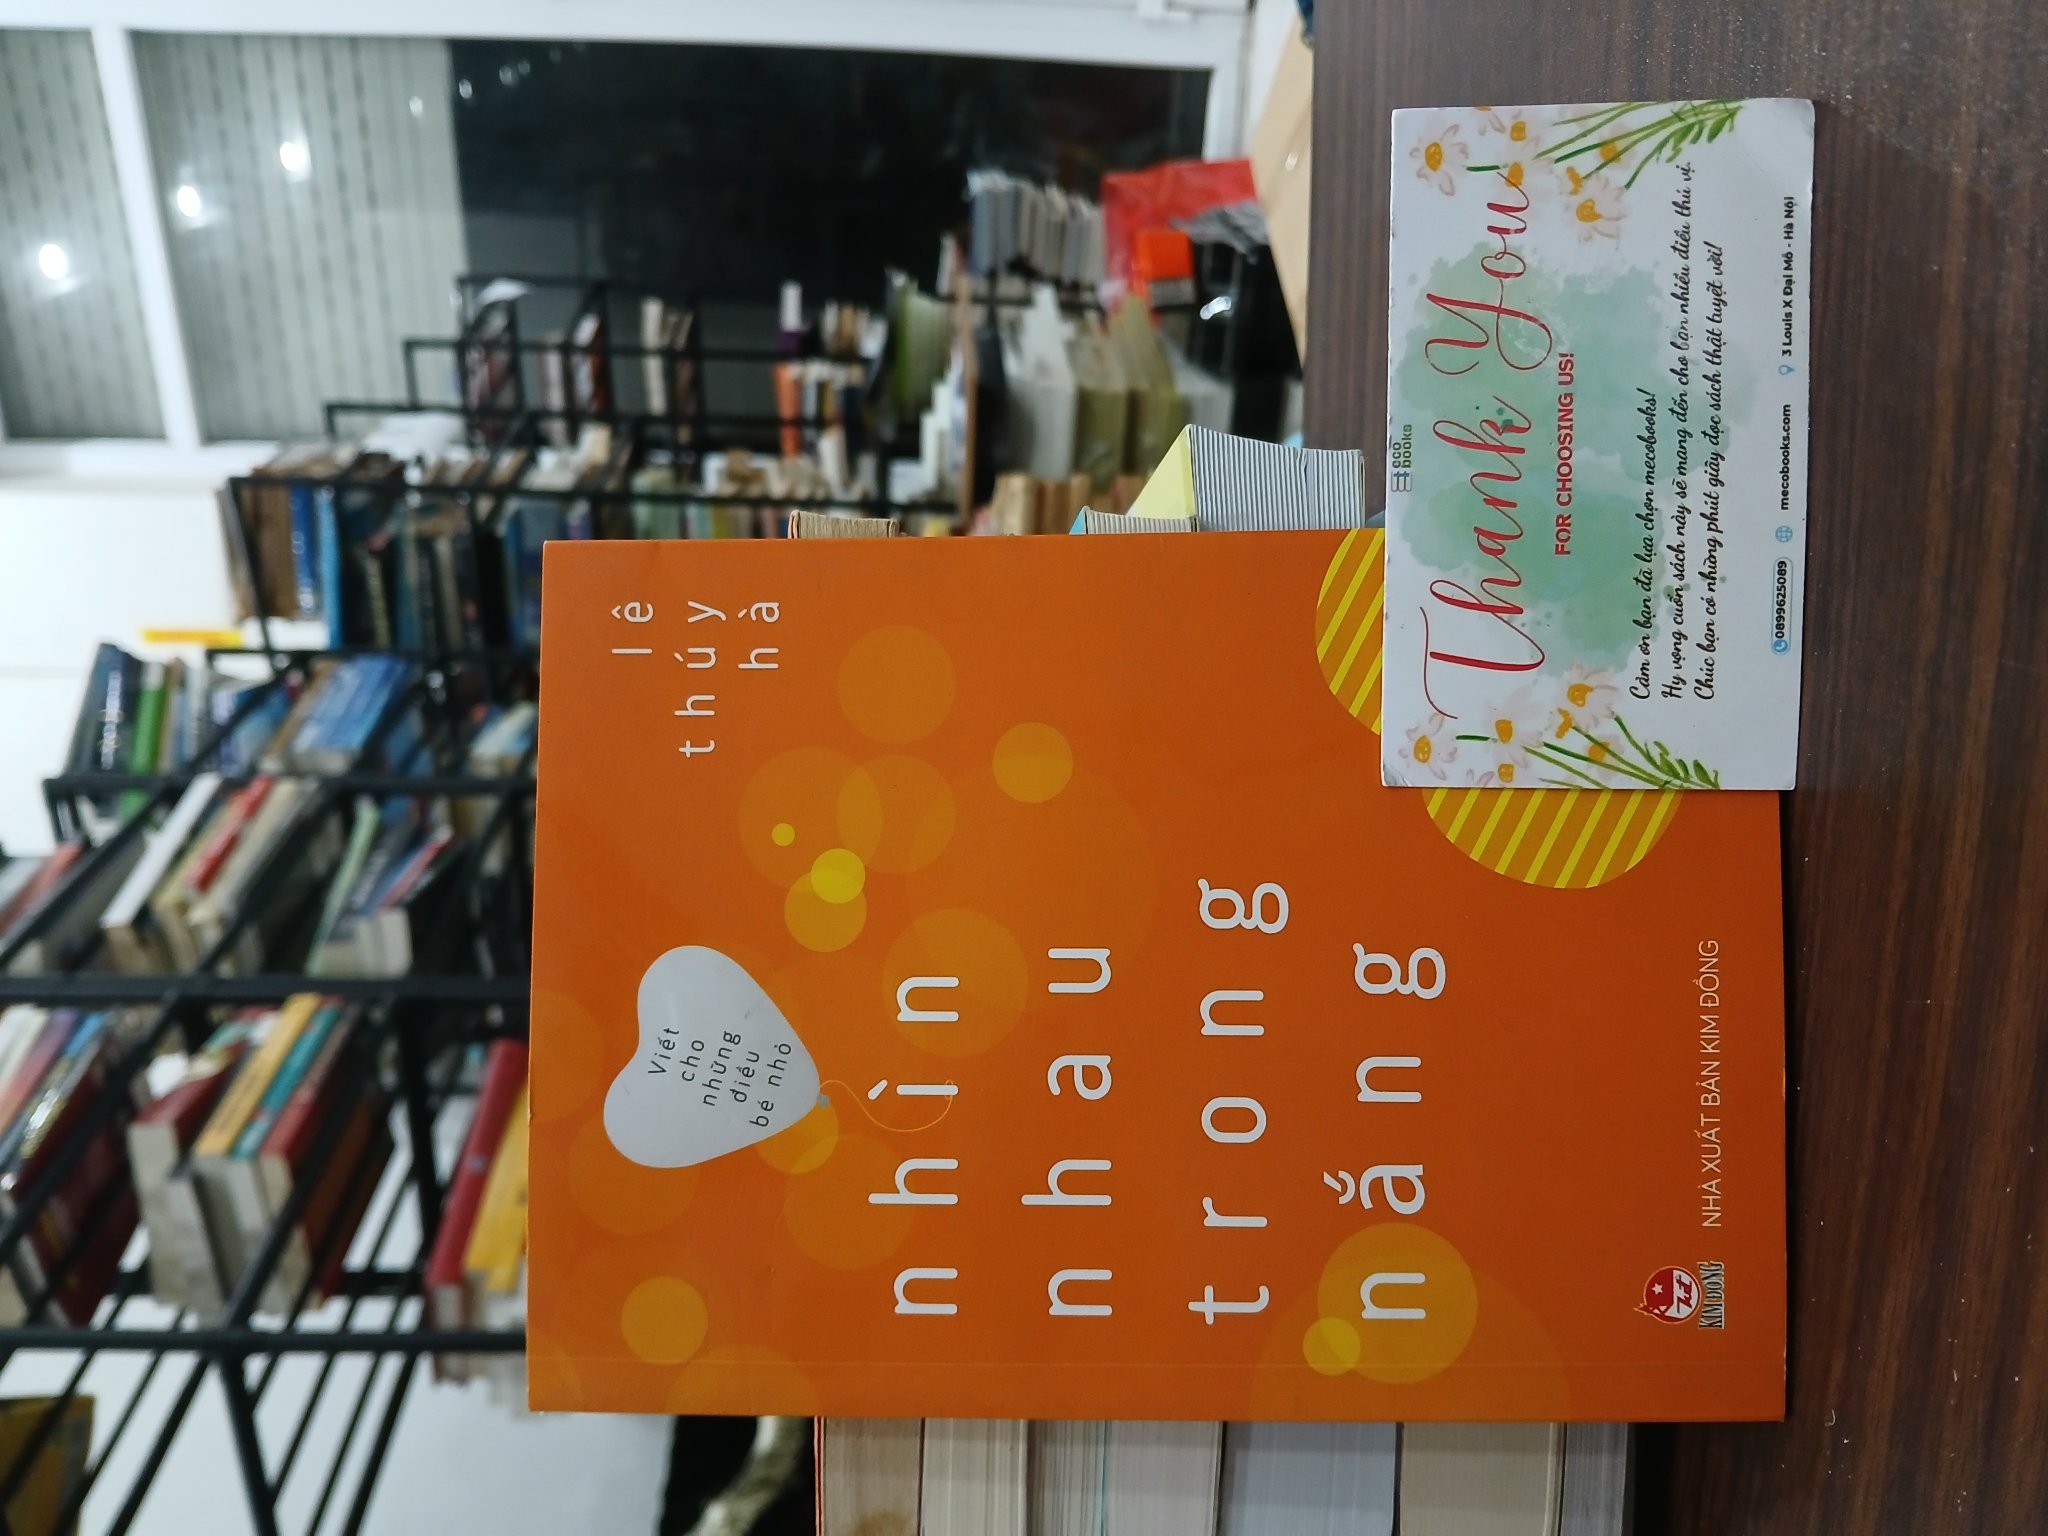 lê
thúy
hà
Viết
cho
những
điều
bé nhỏ
nhìn
nhau
trong
nắng
KIM ĐỒNG
NHÀ XUẤT BẢN KIM ĐỒNG
eco
books
Thank You
FOR CHOOSING US!
Cảm ơn bạn đã lựa chọn mecobooks!
Hy vọng cuốn sách này sẽ mang đến cho bạn nhiều điều thú vị.
Chúc bạn có những phút giây đọc sách thật tuyệt vời!
0899625089 mecobooks.com 3 Louis X Đại Mỗ - Hà Nội